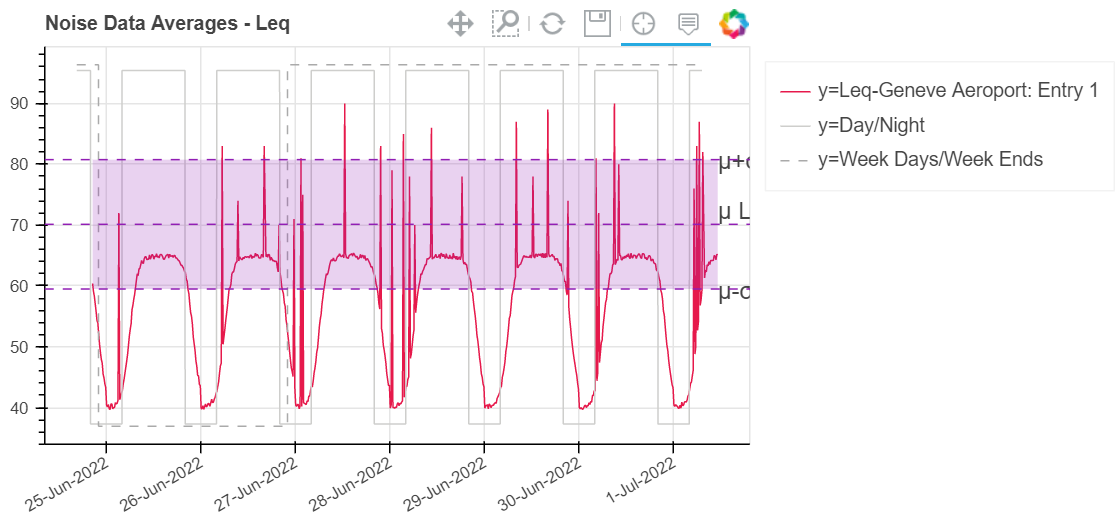 Noise Data Averages - Leq
y=Leq-Geneve Aeroport: Entry 1
y=Day/Night
y=Week Days/Week Ends
90
80
70
60
50
40
μ+σ
μ L
μ-σ
25-Jun-2022
26-Jun-2022
27-Jun-2022
28-Jun-2022
29-Jun-2022
30-Jun-2022
1-Jul-2022